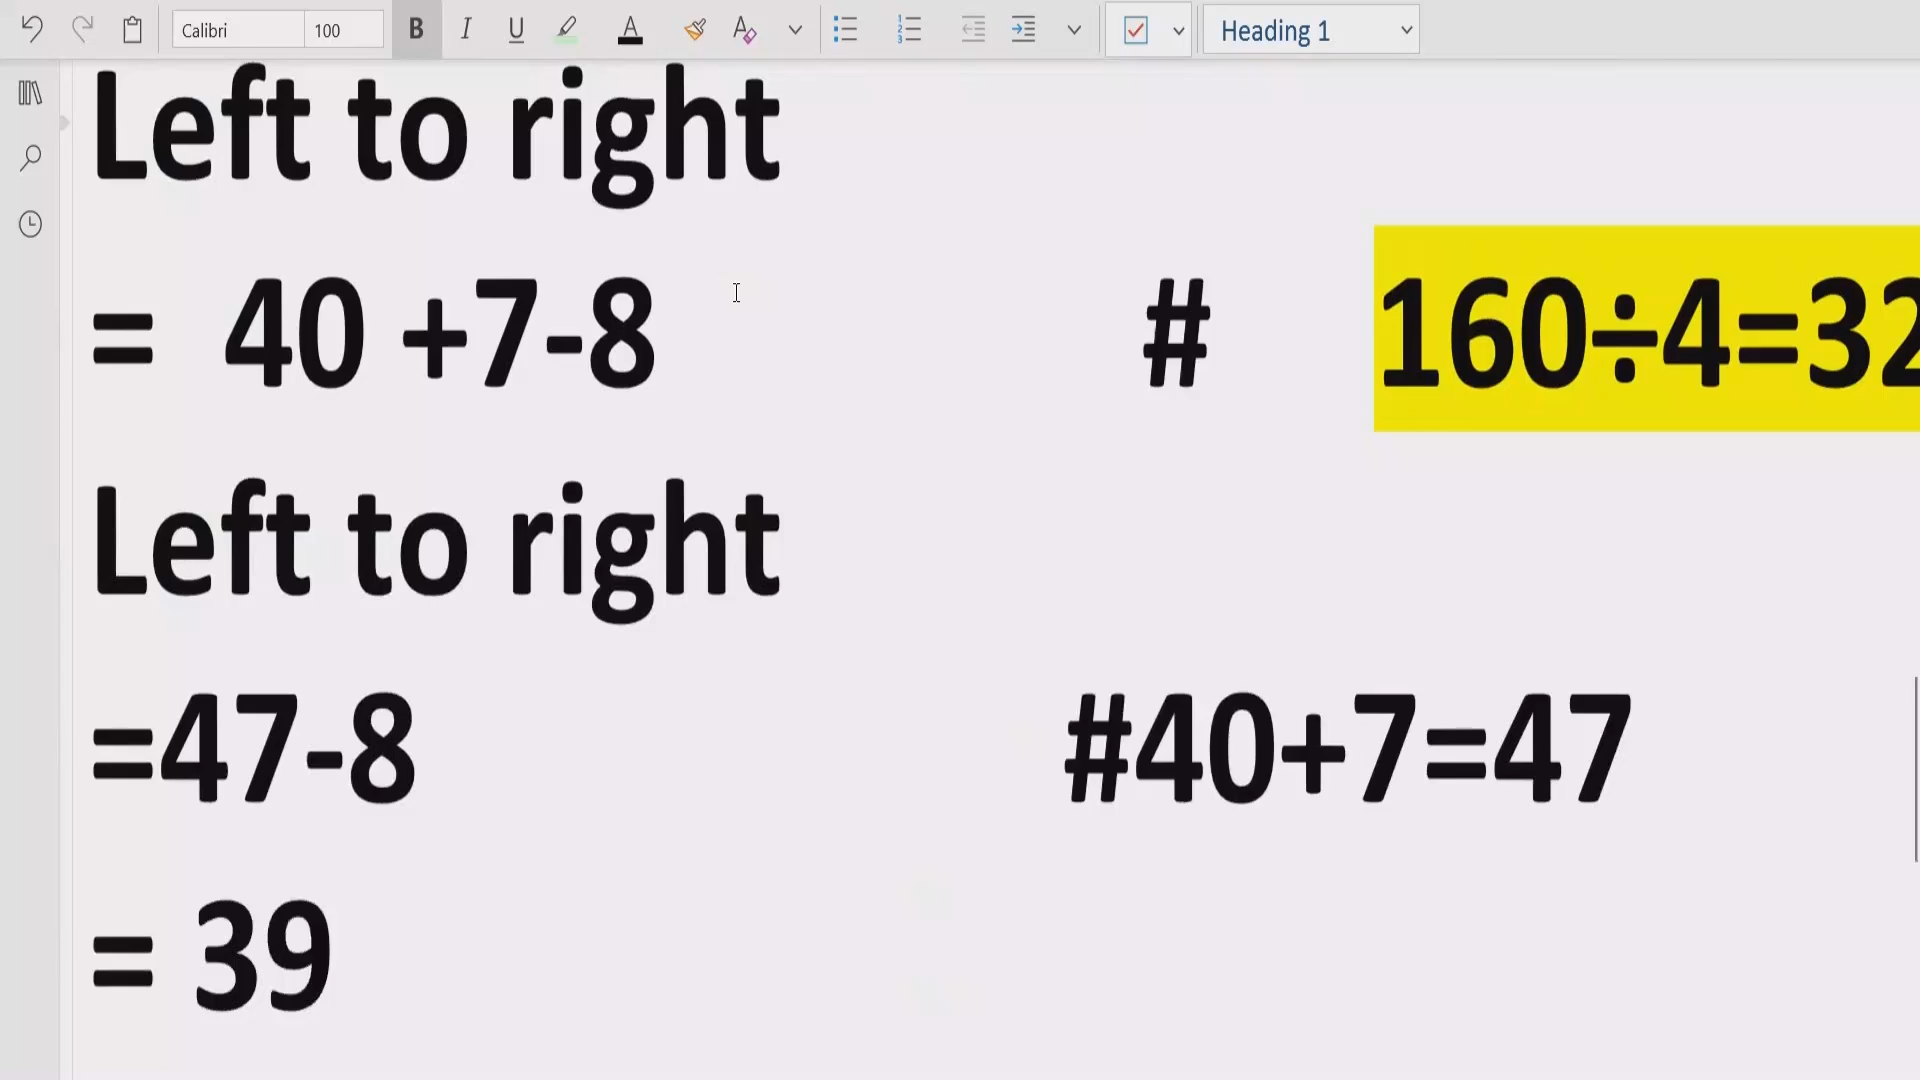 Calibri 100 B I U A A Heading 1
Left to right
= 40 +7-8 # 160÷4=32
Left to right
=47-8 #40+7=47
= 39